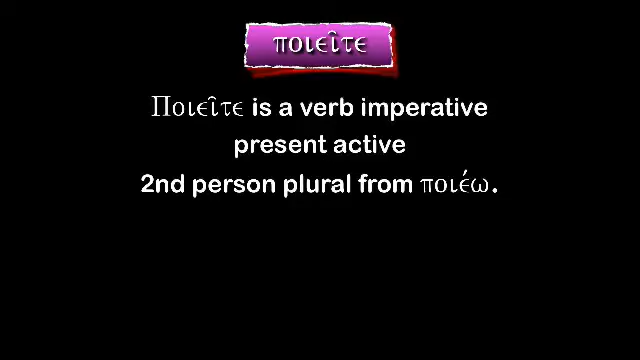 ποιεῖτε
Ποιεῖτε is a verb imperative
present active
2nd person plural from ποιέω.